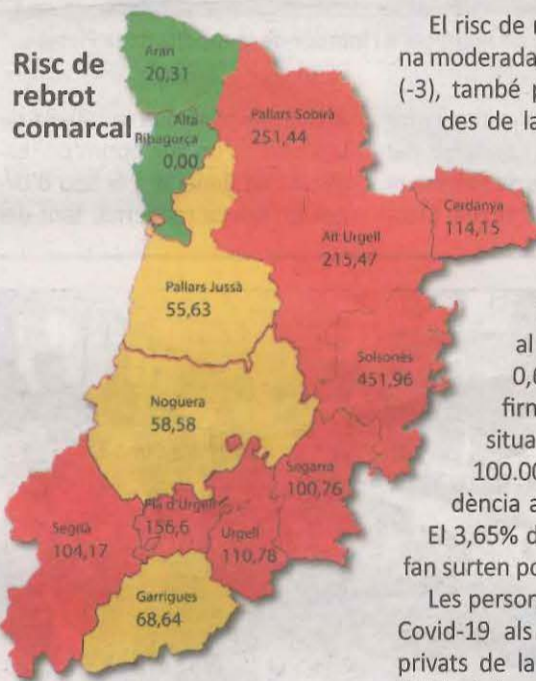 Risc de
rebrot
comarcal
Aran
20,31
Alta
Ribagorça
0,00
Pallars Sobirà
251,44
Cerdanya
114,15
Alt Urgell
215,47
Pallars Jussà
55,63
Solsonès
451,96
Noguera
58,58
Segarra
100,76
Pla d'Urgell
156,6
Segrià
104,17
Urgell
110,78
Garrigues
68,64
El risc de
na moderada
(-3), també
des de la
al
0,6
situa
100.00
dència a
El 3,65% d
fan surten
Les person
Covid-19 als
privats de la